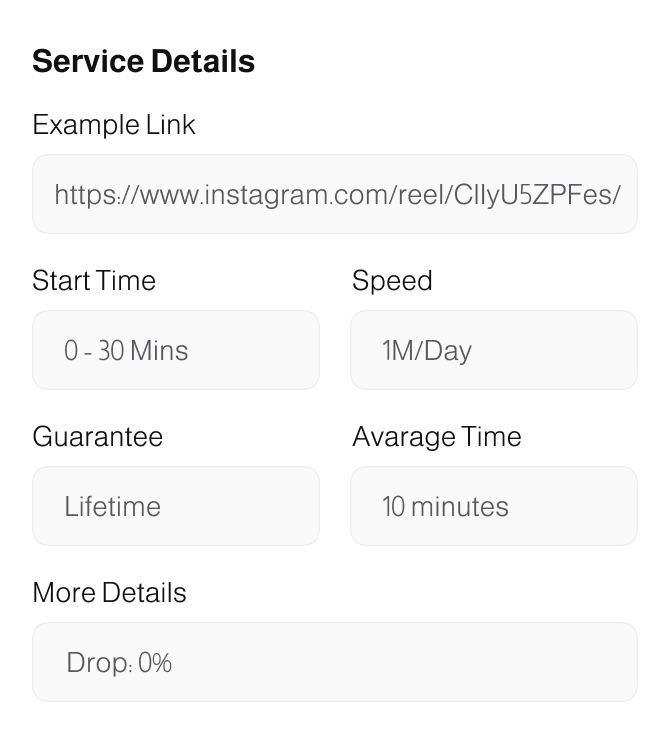 Service Details
Example Link
https://www.instagram.com/reel/CIIyU5ZPFes/
Start Time
Speed
0 - 30 Mins
1M/Day
Guarantee
Avarage Time
Lifetime
10 minutes
More Details
Drop: 0%